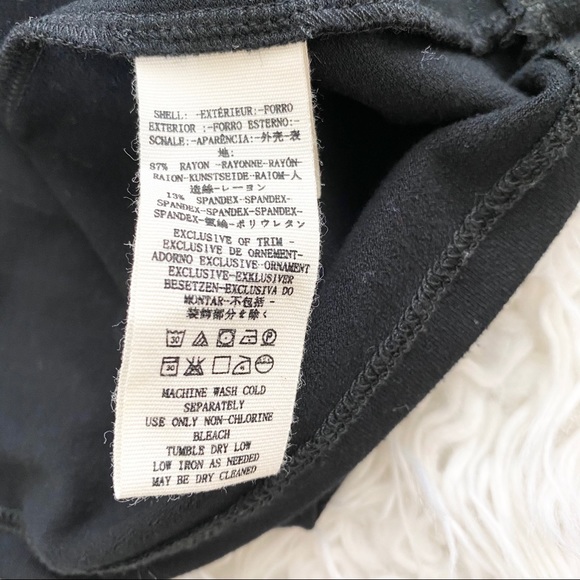 SHELL: -EXTÉRIEUR:-FORRO
EXTERIOR :-FORRO ESTERNO:-
SCHALE:-APARÊNCIA:-外壳-表
地:
87% RAYON -RAYONNE-RAYÓN-
RAION-KUNSTSEIDE-RAIOM-人
造絲-レーヨン
13% SPANDEX-SPANDEX-
SPANDEX-SPANDEX-SPANDEX-
SPANDEX-氨綸-ポリウレタン
EXCLUSIVE OF TRIM -
EXCLUSIVE DE ORNEMENT-
ADORNO EXCLUSIVE-ORNAMENT
EXCLUSIVE-EXKLUSIVER
BESETZEN-EXCLUSIVA DO
MONTAR-不包括-
装飾部分を除く
30
30
MACHINE WASH COLD
SEPARATELY
USE ONLY NON-CHLORINE
BLEACH
TUMBLE DRY LOW
LOW IRON AS NEEDED
MAY BE DRY CLEANED